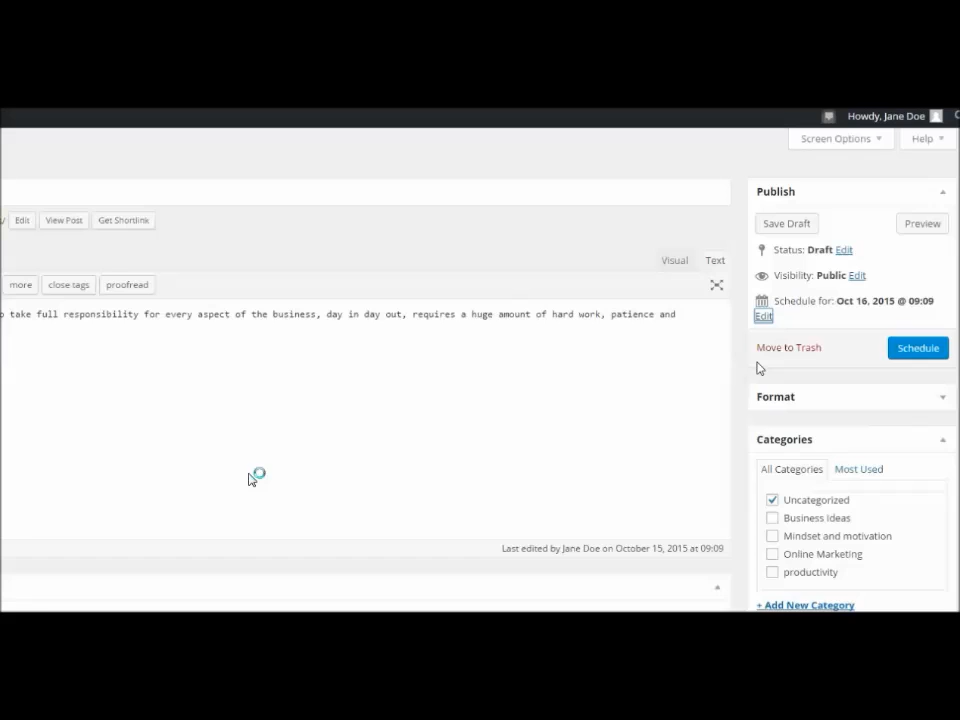 Howdy, Jane Doe
Screen Options
Help
Publish
Save Draft
Preview
Edit
View Post
Get Shortlink
Status: Draft Edit
Visual
Text
Visibility: Public Edit
more
close tags
proofread
Schedule for: Oct 16, 2015 @ 09:09
Edit
take full responsibility for every aspect of the business, day in day out, requires a huge amount of hard work, patience and
Move to Trash
Schedule
Format
Categories
All Categories
Most Used
Uncategorized
Business Ideas
Mindset and motivation
Last edited by Jane Doe on October 15, 2015 at 09:09
Online Marketing
productivity
+ Add New Category